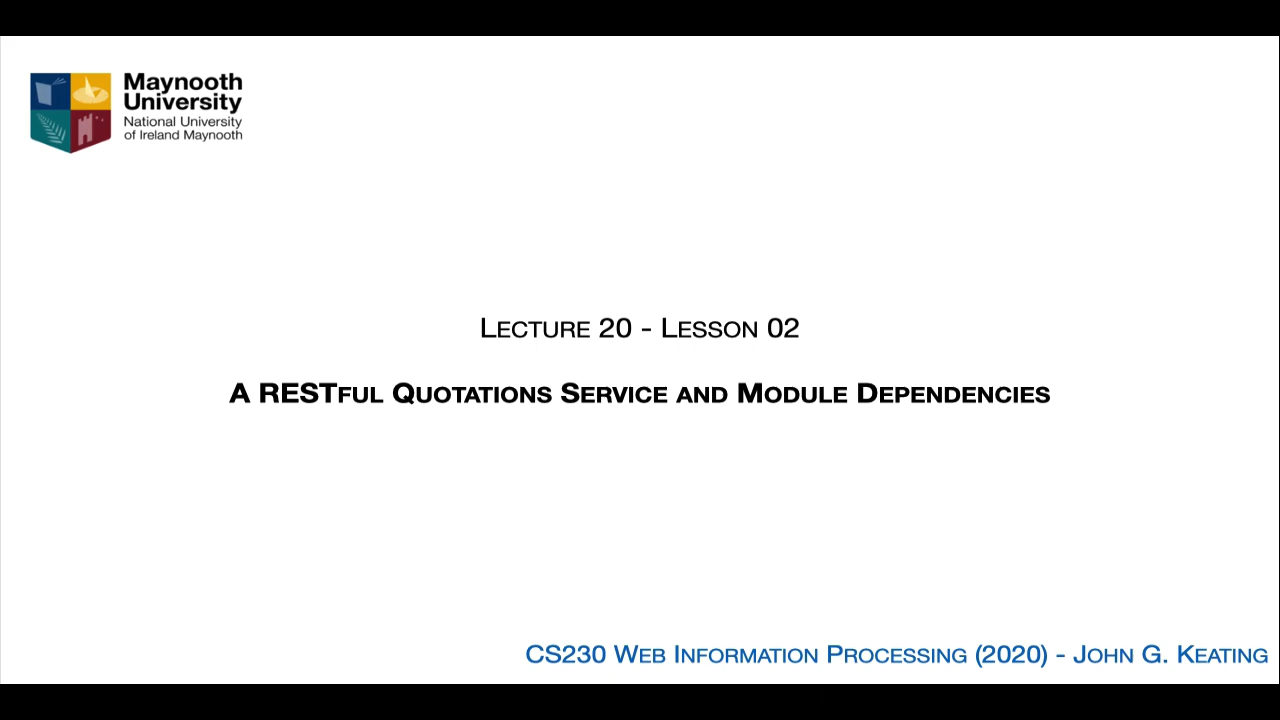 Maynooth
University
National University
of Ireland Maynooth
Lecture 20 - Lesson 02
A RESTful Quotations Service and Module Dependencies
CS230 Web Information Processing (2020) - John G. Keating